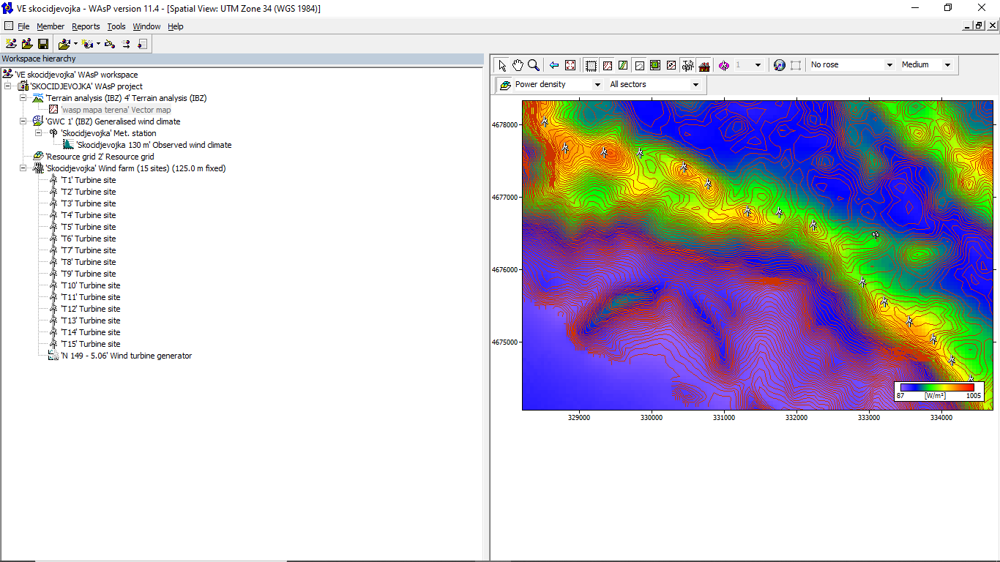 VE skocidjevojka - WAsP version 11.4 - [Spatial View: UTM Zone 34 (WGS 1984)]
File Member Reports Tools Window Help
Workspace hierarchy
'VE skocidjevojka' WAsP workspace
'SKOCIDJEVOJKA' WAsP project
'Terrain analysis (IBZ) 4' Terrain analysis (IBZ)
'wasp mapa terena' Vector map
'GWC 1' (IBZ) Generalised wind climate
'Skocidjevojka' Met. station
'Skocidjevojka 130 m' Observed wind climate
'Resource grid 2' Resource grid
'Skocidjevojka' Wind farm (15 sites) (125.0 m fixed)
'T1' Turbine site
'T2' Turbine site
'T3' Turbine site
'T4' Turbine site
'T5' Turbine site
'T6' Turbine site
'T7' Turbine site
'T8' Turbine site
'T9' Turbine site
'T10' Turbine site
'T11' Turbine site
'T12' Turbine site
'T13' Turbine site
'T14' Turbine site
'T15' Turbine site
'N 149 - 5.06' Wind turbine generator
1 No rose Medium
Power density All sectors
4678000
4677000
4676000
4675000
87 [W/m²] 1005
329000 330000 331000 332000 333000 334000